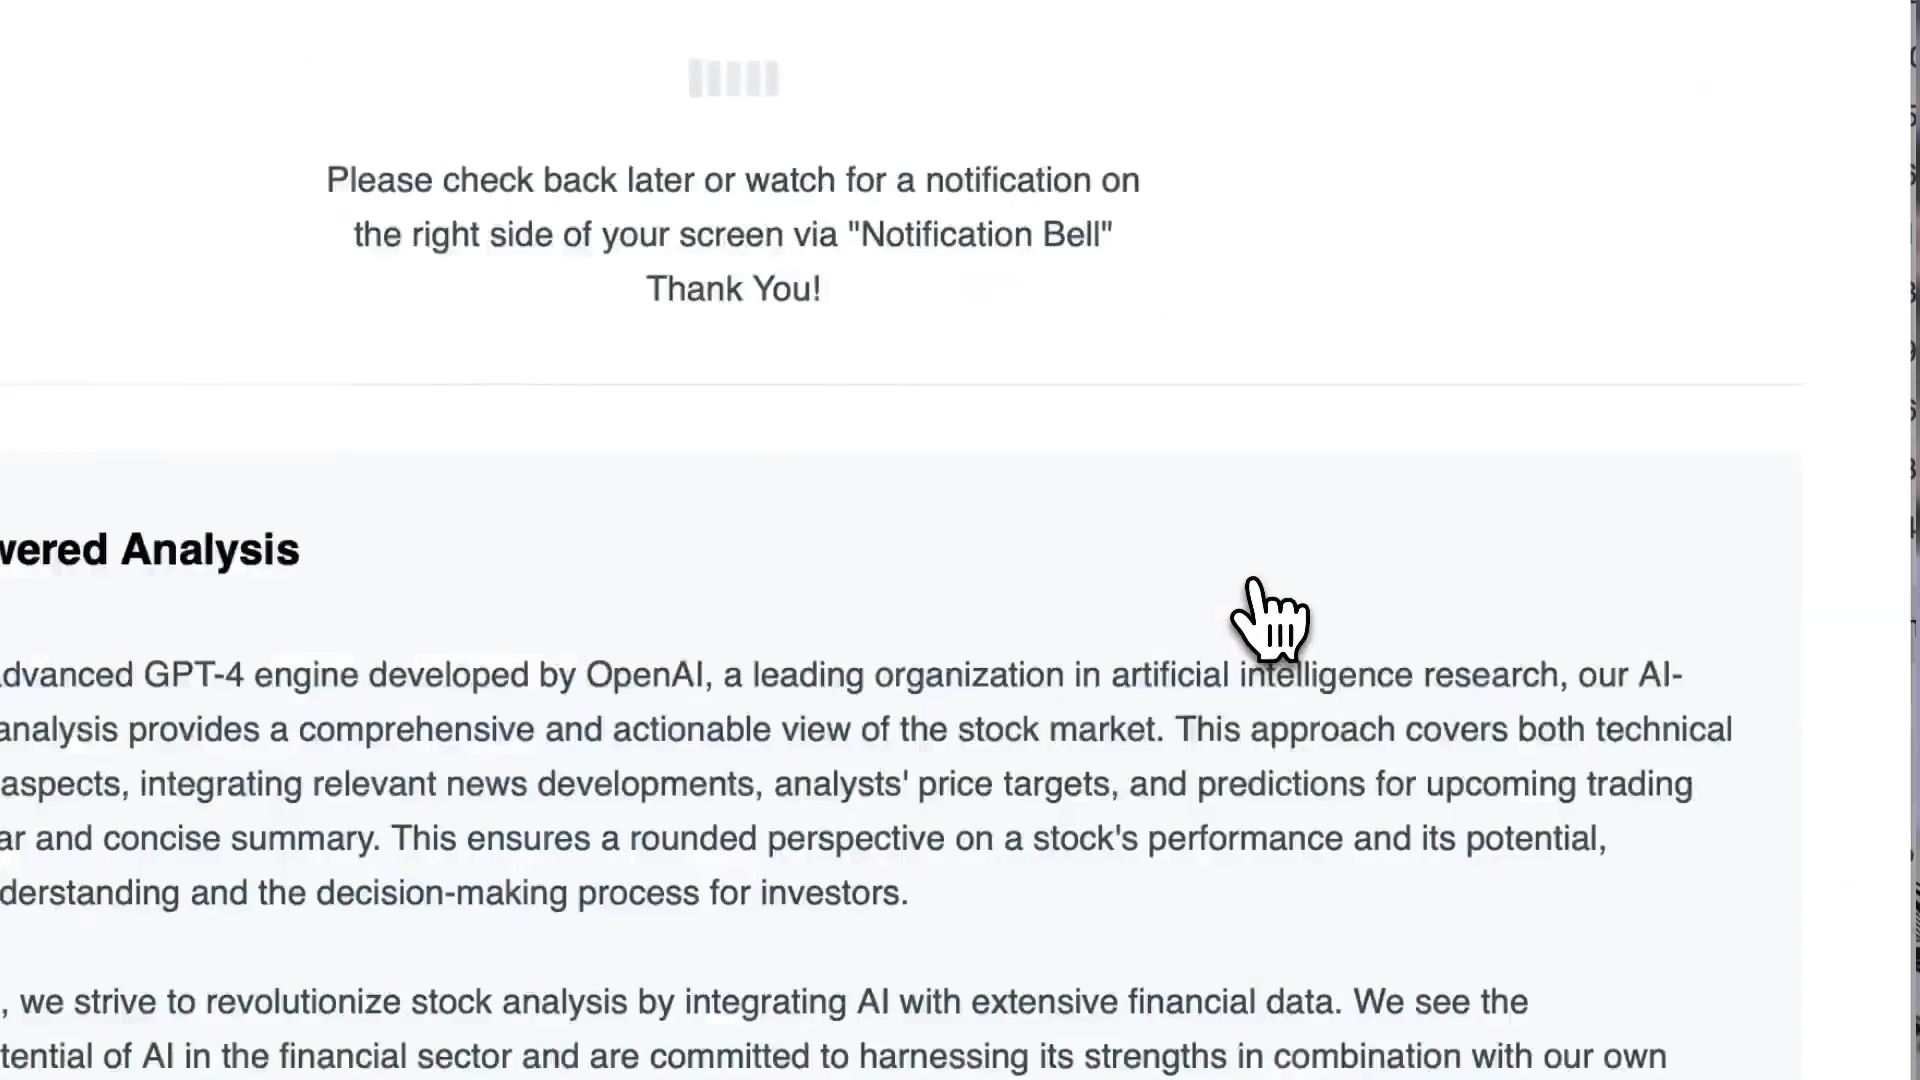 Please check back later or watch for a notification on
the right side of your screen via "Notification Bell"
Thank You!
wered Analysis
dvanced GPT-4 engine developed by OpenAI, a leading organization in artificial intelligence research, our AI-
analysis provides a comprehensive and actionable view of the stock market. This approach covers both technical
aspects, integrating relevant news developments, analysts' price targets, and predictions for upcoming trading
ar and concise summary. This ensures a rounded perspective on a stock's performance and its potential,
derstanding and the decision-making process for investors.
, we strive to revolutionize stock analysis by integrating AI with extensive financial data. We see the
tential of AI in the financial sector and are committed to harnessing its strengths in combination with our own